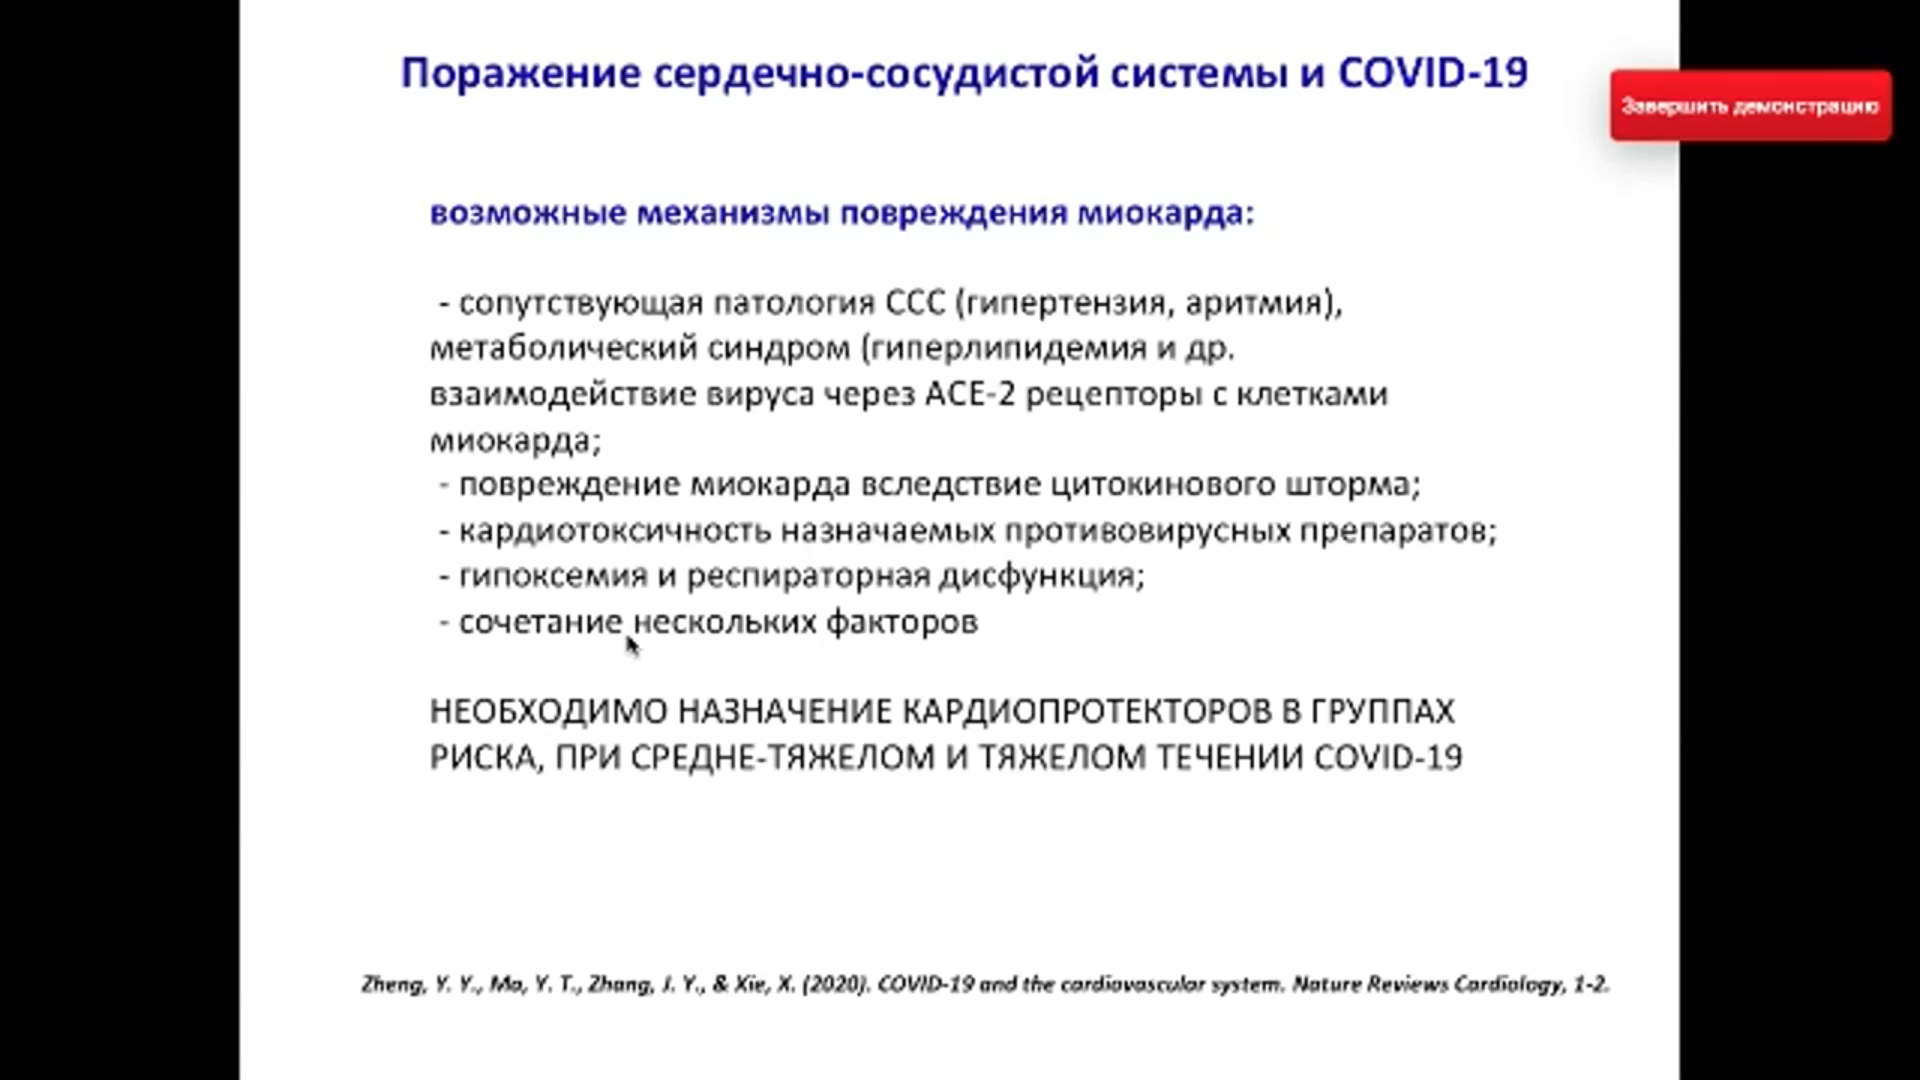 Поражение сердечно-сосудистой системы и COVID-19
Завершить демонстрацию
возможные механизмы повреждения миокарда:
- сопутствующая патология ССС (гипертензия, аритмия),
метаболический синдром (гиперлипидемия и др.
взаимодействие вируса через ACE-2 рецепторы с клетками
миокарда;
- повреждение миокарда вследствие цитокинового шторма;
- кардиотоксичность назначаемых противовирусных препаратов;
- гипоксемия и респираторная дисфункция;
- сочетание нескольких факторов
НЕОБХОДИМО НАЗНАЧЕНИЕ КАРДИОПРОТЕКТОРОВ В ГРУППАХ
РИСКА, ПРИ СРЕДНЕ-ТЯЖЕЛОМ И ТЯЖЕЛОМ ТЕЧЕНИИ COVID-19
Zheng, Y. Y., Ma, Y. T., Zhang, J. Y., & Xie, X. (2020). COVID-19 and the cardiovascular system. Nature Reviews Cardiology, 1-2.